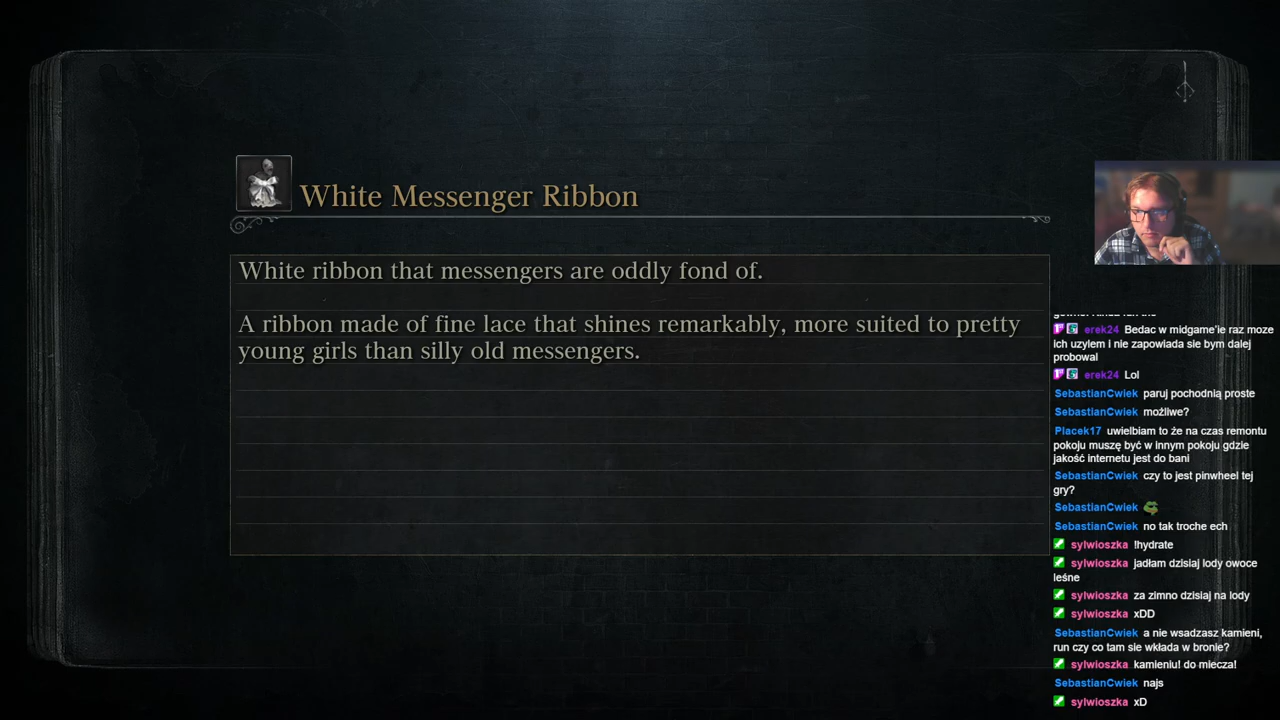 White Messenger Ribbon
White ribbon that messengers are oddly fond of.
A ribbon made of fine lace that shines remarkably, more suited to pretty
young girls than silly old messengers.
erek24 Bedac w midgame'ie raz moze
ich uzylem i nie zapowiada sie bym dalej
probowal
erek24 Lol
SebastianCwiek paruj pochodnią proste
SebastianCwiek możliwe?
Placek17 uwielbiam to że na czas remontu
pokoju muszę być w innym pokoju gdzie
jakość internetu jest do bani
SebastianCwiek czy to jest pinwheel tej
gry?
SebastianCwiek
SebastianCwiek no tak troche ech
sylwioszka !hydrate
sylwioszka jadłam dzisiaj lody owoce
leśne
sylwioszka za zimno dzisiaj na lody
sylwioszka xDD
SebastianCwiek a nie wsadzasz kamieni,
run czy co tam sie wkłada w bronie?
sylwioszka kamieniu! do miecza!
SebastianCwiek najs
sylwioszka xD